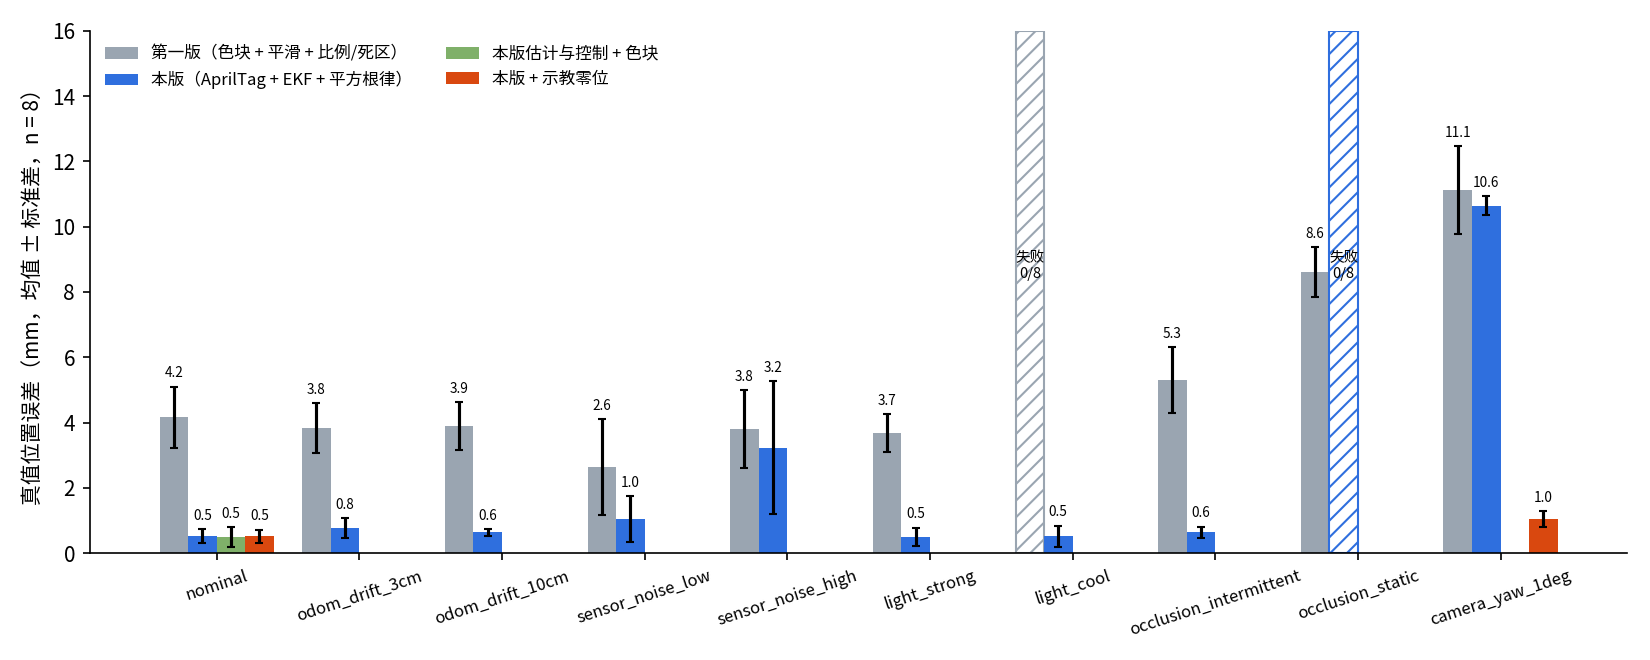 真值位置误差（mm，均值 ± 标准差，n = 8）
16
14
12
10
8
6
4
2
0
第一版（色块 + 平滑 + 比例/死区）
本版（AprilTag + EKF + 平方根律）
本版估计与控制 + 色块
本版 + 示教零位
4.2
0.5
0.5
0.5
3.8
0.8
3.9
0.6
2.6
1.0
3.8
3.2
3.7
0.5
失败
0/8
0.5
5.3
0.6
8.6
失败
0/8
11.1
10.6
1.0
nominal
odom_drift_3cm
odom_drift_10cm
sensor_noise_low
sensor_noise_high
light_strong
light_cool
occlusion_intermittent
occlusion_static
camera_yaw_1deg